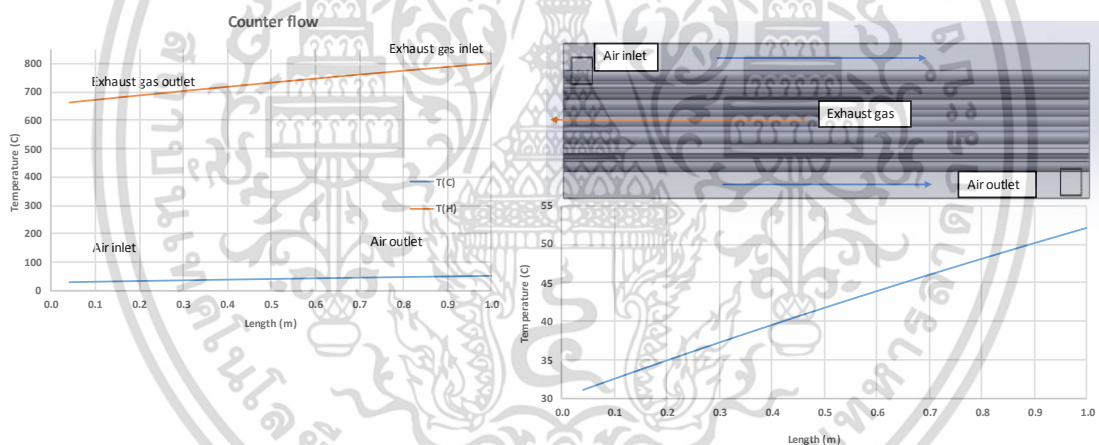 Counter flow
Exhaust gas inlet
Exhaust gas outlet
Air inlet
Air outlet
T(C)
T(H)
Temperature (C)
800
700
600
500
400
300
200
100
0
0 0.1 0.2 0.3 0.4 0.5 0.6 0.7 0.8 0.9 1.0
Length (m)
Air inlet
Exhaust gas
Air outlet
Temperature (C)
55
50
45
40
35
30
0.0 0.1 0.2 0.3 0.4 0.5 0.6 0.7 0.8 0.9 1.0
Length (m)